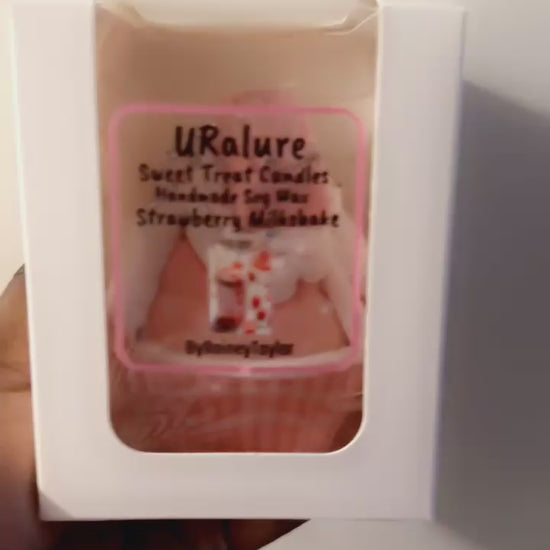 URalure
Sweet Treat Candles
Handmade Soy Wax
Strawberry Milkshake